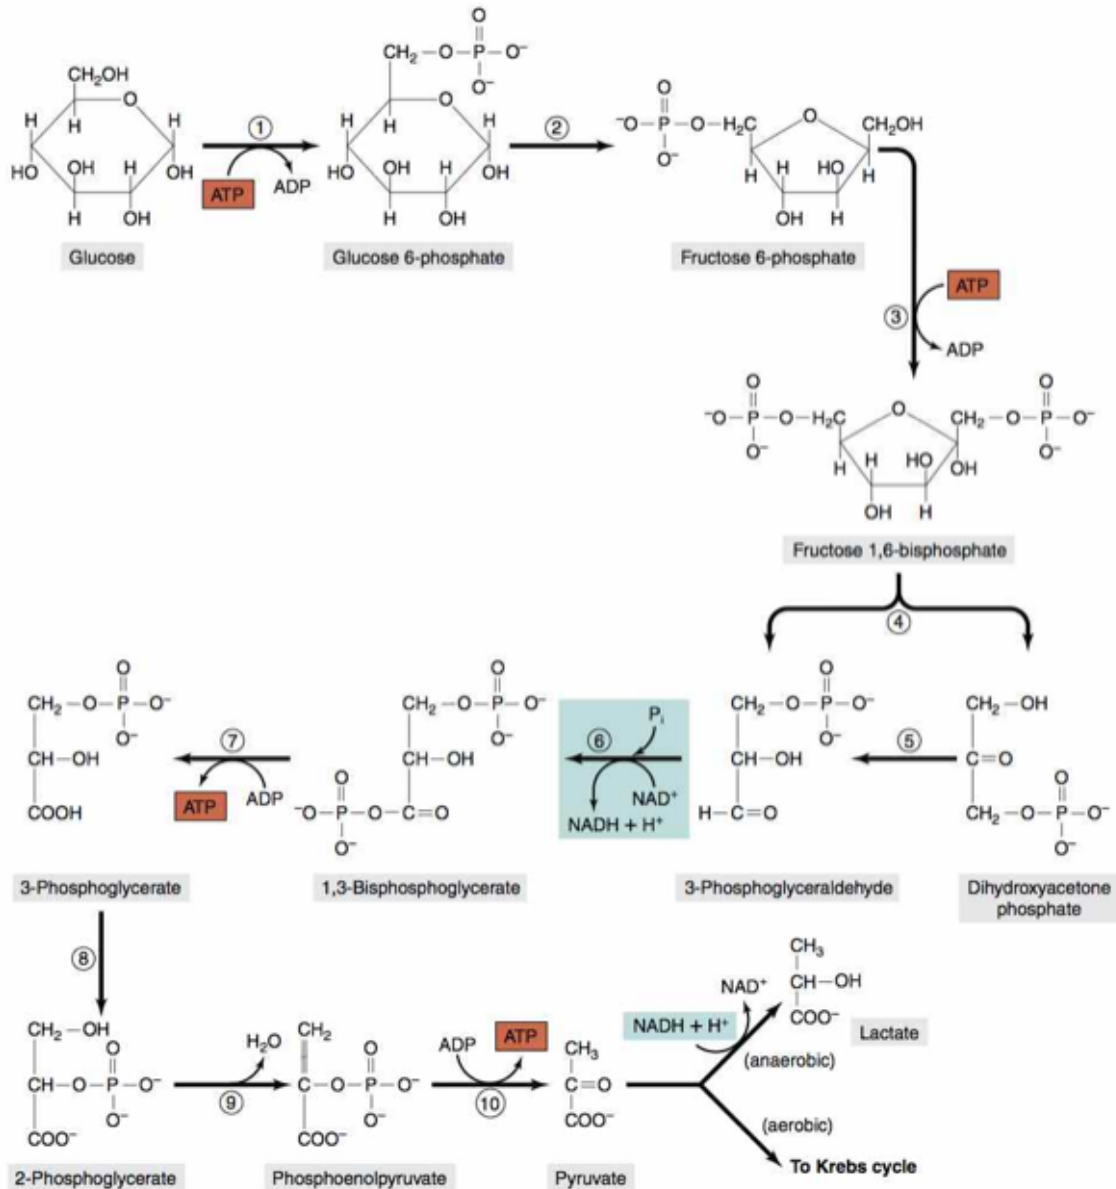 O
CH₂—O—P—O⁻
O⁻
CH₂OH
O
H
H
H
OH
H
HO
OH
H
OH
Glucose
①
ATP
ADP
O
H
H
H
OH
H
HO
OH
H
OH
Glucose 6-phosphate
②
O
⁻O—P—O—H₂C
O⁻
O
CH₂OH
H
H
HO
H
OH
H
Fructose 6-phosphate
③
ATP
ADP
O
⁻O—P—O—H₂C
O⁻
O
O
CH₂—O—P—O⁻
O⁻
H
H
HO
OH
OH
H
Fructose 1,6-bisphosphate
④
O
CH₂—O—P—O⁻
O⁻
CH—OH
COOH
3-Phosphoglycerate
⑦
ATP
ADP
O
CH₂—O—P—O⁻
O⁻
CH—OH
O
⁻O—P—O—C=O
O⁻
1,3-Bisphosphoglycerate
⑥
Pᵢ
NAD⁺
NADH + H⁺
O
CH₂—O—P—O⁻
O⁻
CH—OH
H—C=O
3-Phosphoglyceraldehyde
⑤
CH₂—OH
C=O
O
CH₂—O—P—O⁻
O⁻
Dihydroxyacetone
phosphate
⑧
CH₂—OH
O
CH—O—P—O⁻
O⁻
COO⁻
2-Phosphoglycerate
⑨
H₂O
CH₂
O
C—O—P—O⁻
O⁻
COO⁻
Phosphoenolpyruvate
ADP
ATP
⑩
CH₃
C=O
COO⁻
Pyruvate
NADH + H⁺
NAD⁺
(anaerobic)
CH₃
CH—OH
COO⁻
Lactate
(aerobic)
To Krebs cycle